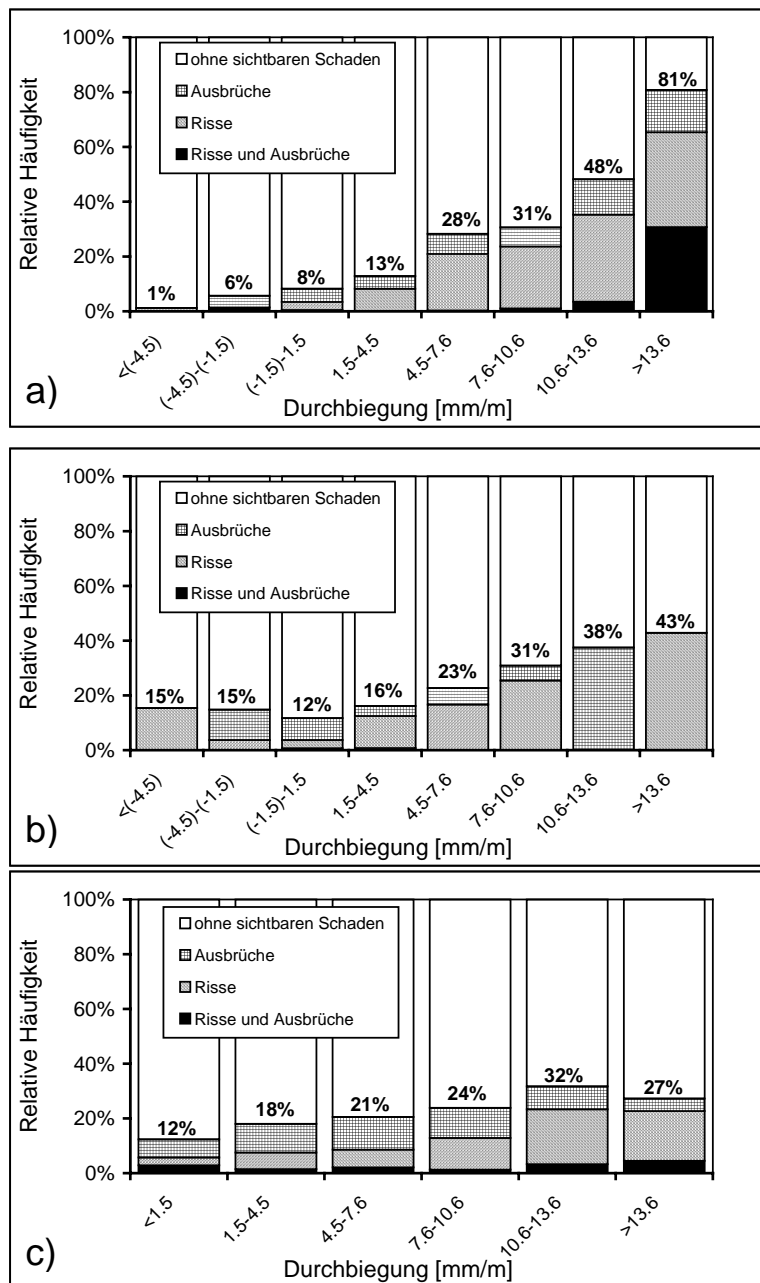 100%
80%
60%
40%
20%
0%
Relative Häufigkeit
ohne sichtbaren Schaden
Ausbrüche
Risse
Risse und Ausbrüche
1%
6%
8%
13%
28%
31%
48%
81%
<(-4.5)
(-4.5)-(-1.5)
(-1.5)-1.5
1.5-4.5
4.5-7.6
7.6-10.6
10.6-13.6
>13.6
Durchbiegung [mm/m]
a)
100%
80%
60%
40%
20%
0%
Relative Häufigkeit
ohne sichtbaren Schaden
Ausbrüche
Risse
Risse und Ausbrüche
15%
15%
12%
16%
23%
31%
38%
43%
<(-4.5)
(-4.5)-(-1.5)
(-1.5)-1.5
1.5-4.5
4.5-7.6
7.6-10.6
10.6-13.6
>13.6
Durchbiegung [mm/m]
b)
100%
80%
60%
40%
20%
0%
Relative Häufigkeit
ohne sichtbaren Schaden
Ausbrüche
Risse
Risse und Ausbrüche
12%
18%
21%
24%
32%
27%
<1.5
1.5-4.5
4.5-7.6
7.6-10.6
10.6-13.6
>13.6
Durchbiegung [mm/m]
c)